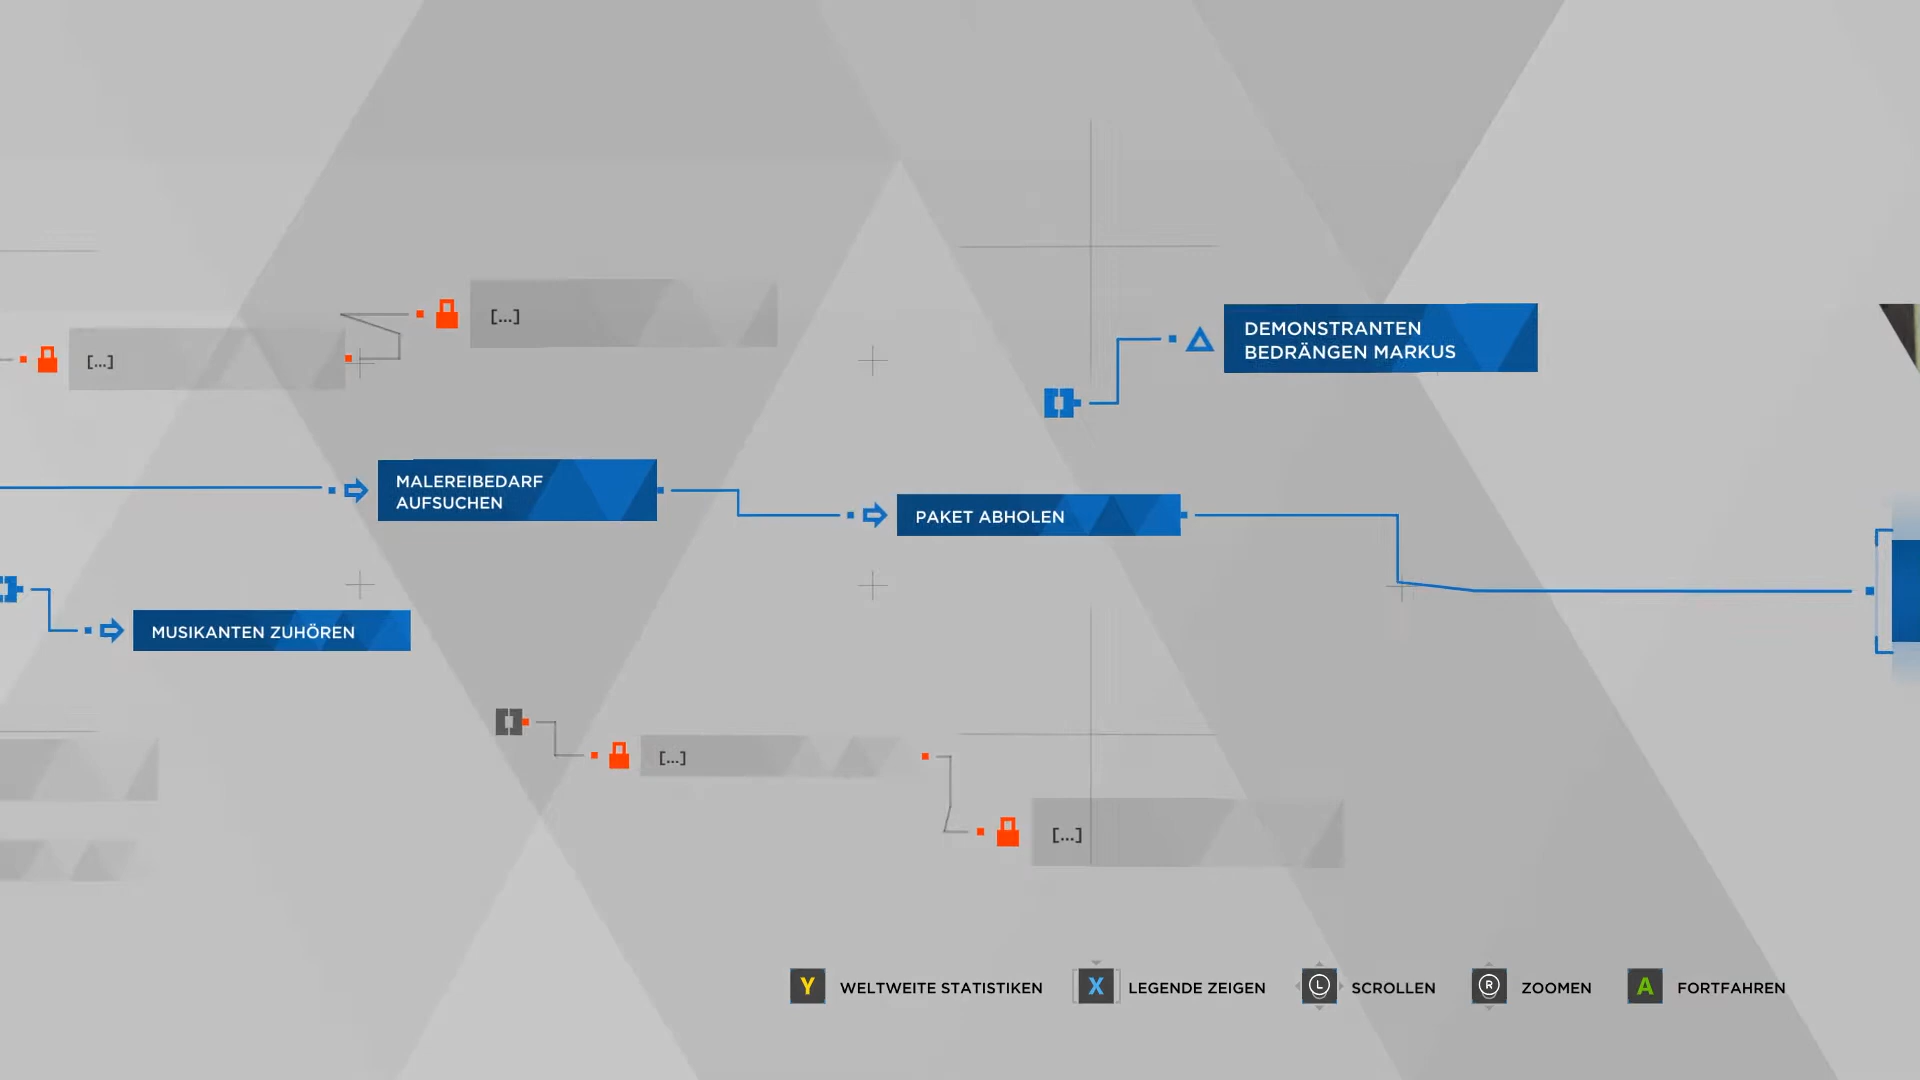 [...]
[...]
DEMONSTRANTEN
BEDRÄNGEN MARKUS
MALEREIBEDARF
AUFSUCHEN
PAKET ABHOLEN
MUSIKANTEN ZUHÖREN
[...]
[...]
Y WELTWEITE STATISTIKEN X LEGENDE ZEIGEN L SCROLLEN R ZOOMEN A FORTFAHREN